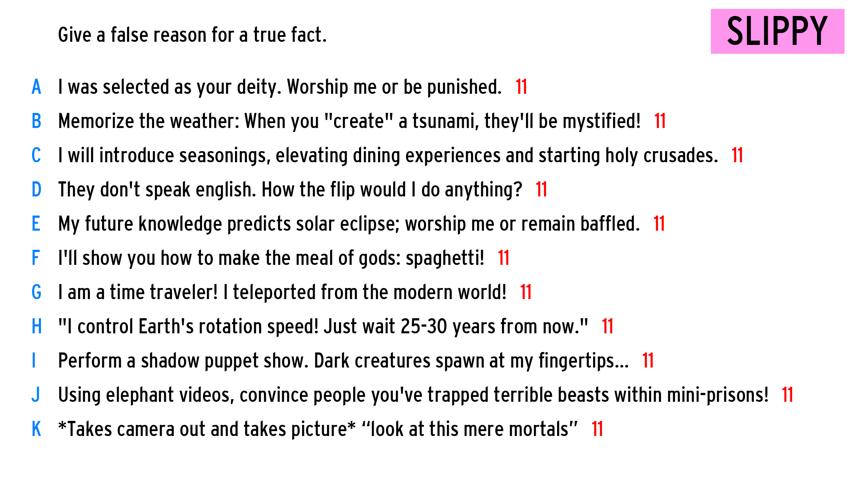 Give a false reason for a true fact.
SLIPPY
A I was selected as your deity. Worship me or be punished. 11
B Memorize the weather: When you "create" a tsunami, they'll be mystified! 11
C I will introduce seasonings, elevating dining experiences and starting holy crusades. 11
D They don't speak english. How the flip would I do anything? 11
E My future knowledge predicts solar eclipse; worship me or remain baffled. 11
F I'll show you how to make the meal of gods: spaghetti! 11
G I am a time traveler! I teleported from the modern world! 11
H "I control Earth's rotation speed! Just wait 25-30 years from now." 11
I Perform a shadow puppet show. Dark creatures spawn at my fingertips... 11
J Using elephant videos, convince people you've trapped terrible beasts within mini-prisons! 11
K *Takes camera out and takes picture* “look at this mere mortals” 11